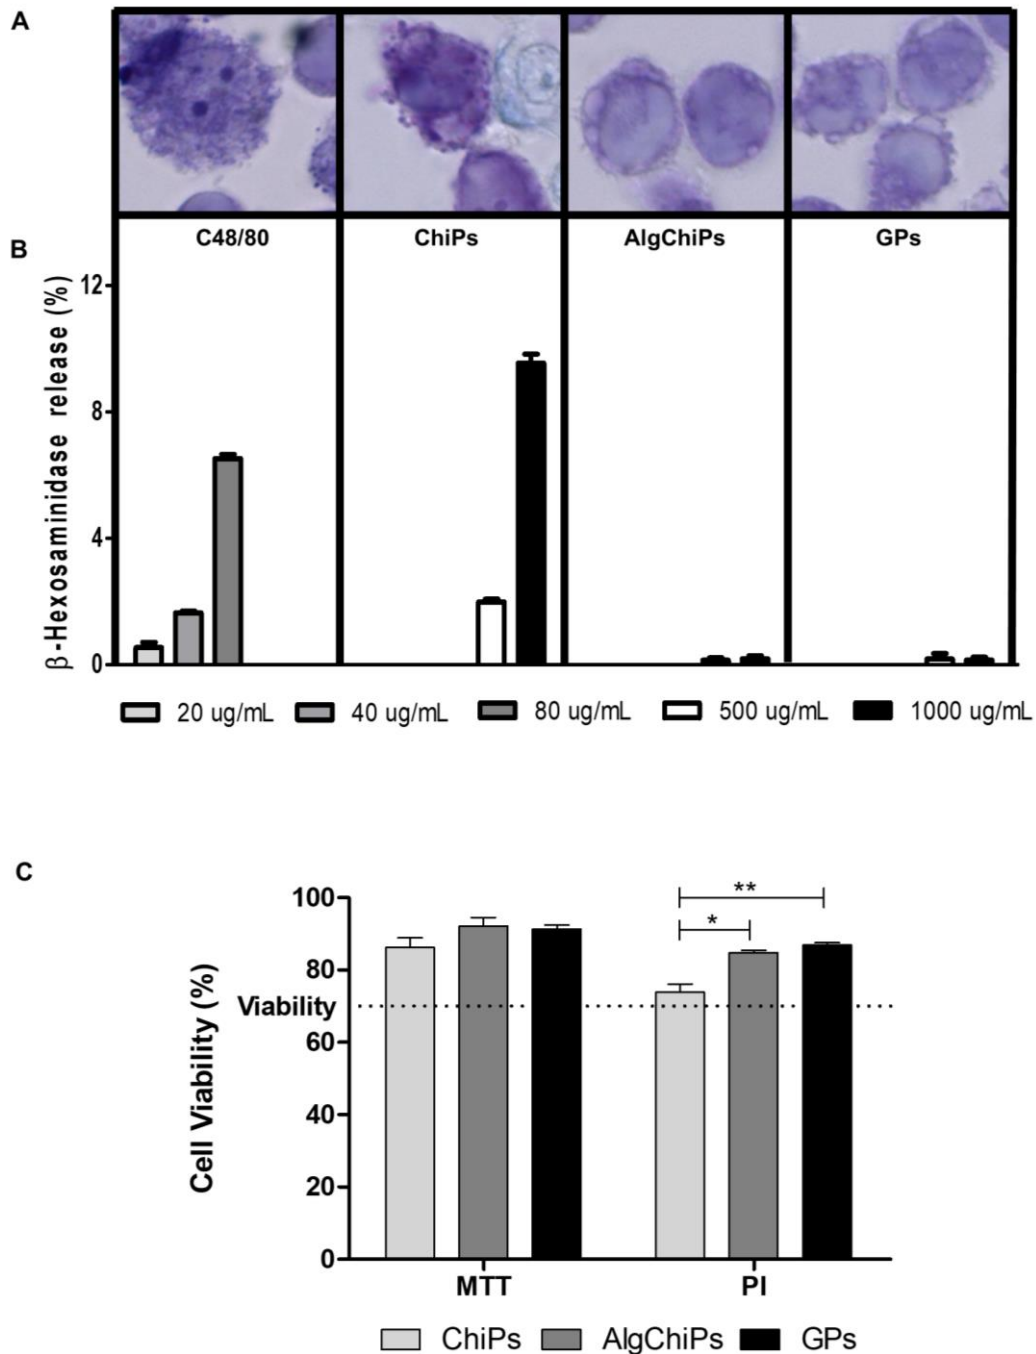 A
C48/80 ChiPs AlgChiPs GPs
B
β-Hexosaminidase release (%)
12
8
4
0
20 ug/mL 40 ug/mL 80 ug/mL 500 ug/mL 1000 ug/mL
C
**
*
Cell Viability (%)
100
80
Viability
60
40
20
0
MTT PI
ChiPs AlgChiPs GPs